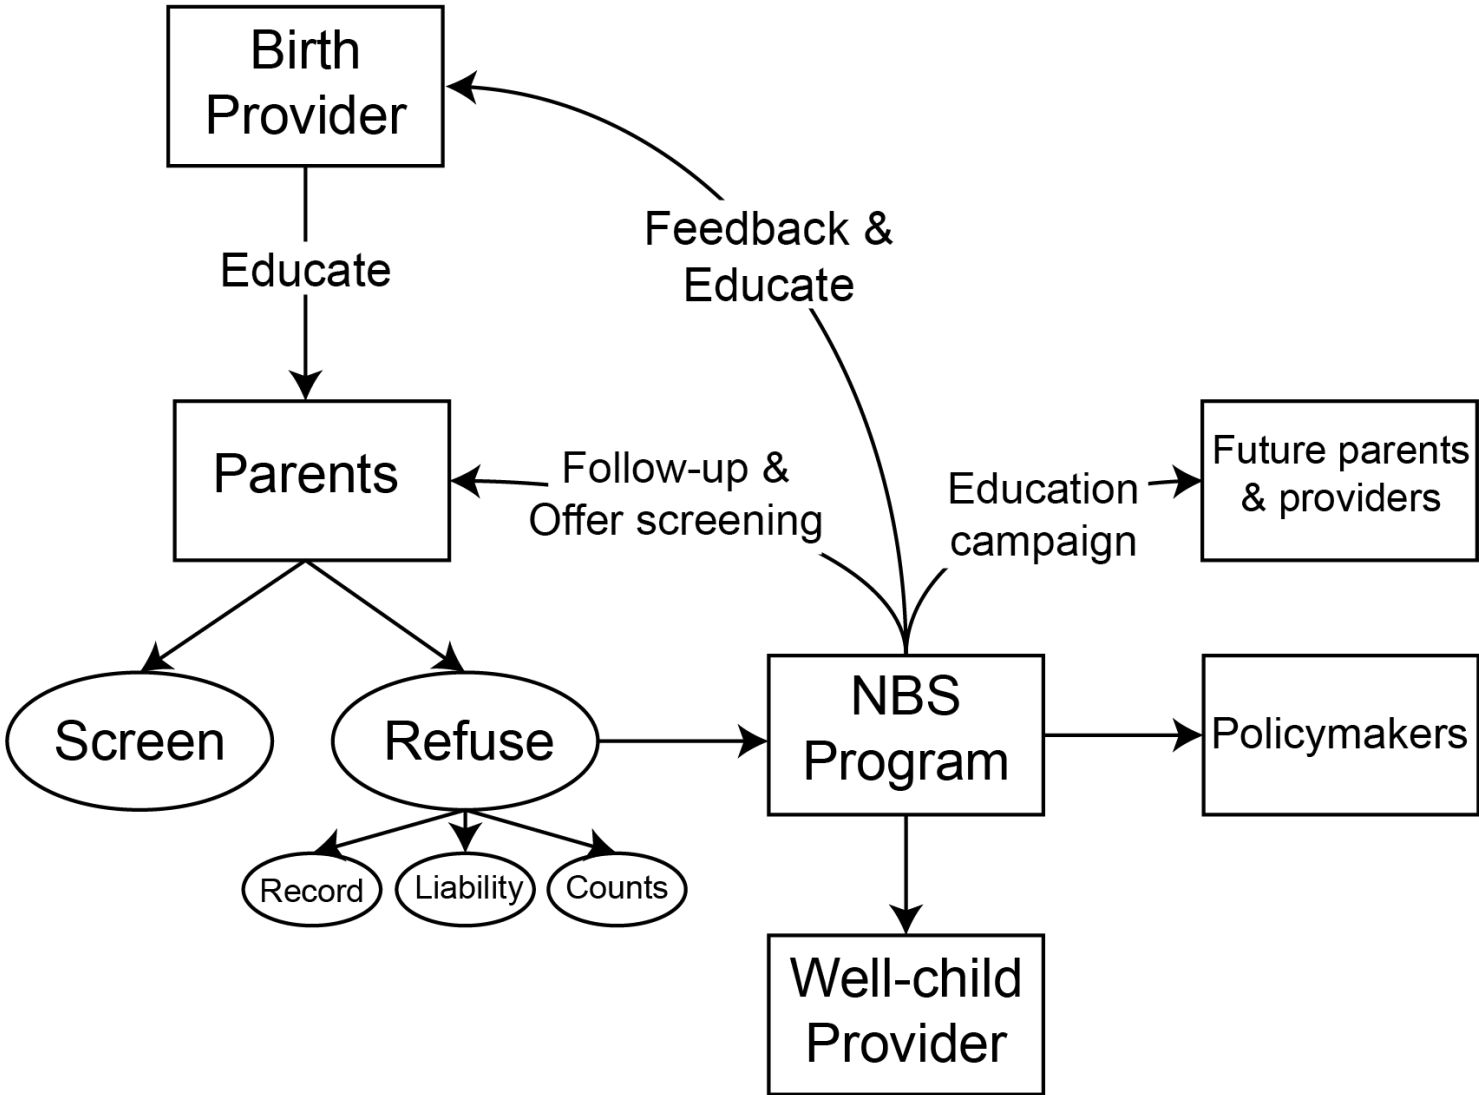 Birth
Provider
Educate
Feedback &
Educate
Parents
Follow-up &
Offer screening
Education
campaign
Future parents
& providers
Screen
Refuse
NBS
Program
Policymakers
Record
Liability
Counts
Well-child
Provider